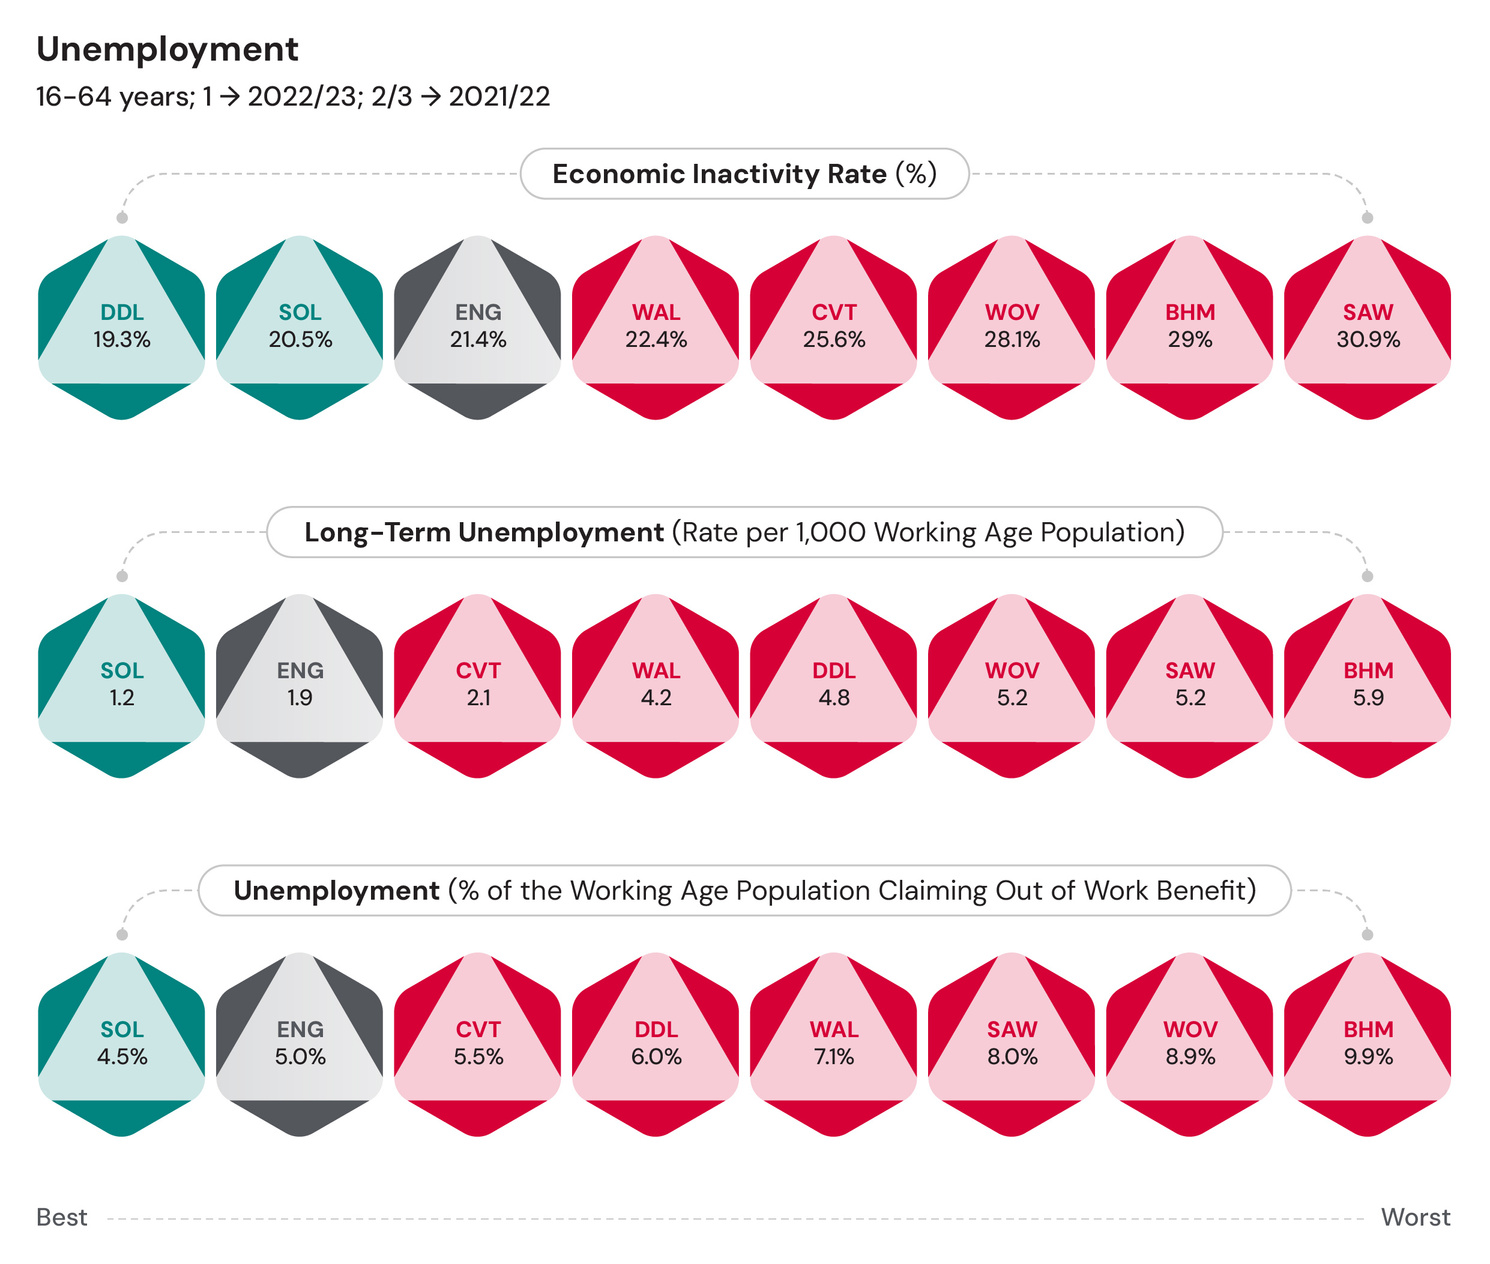 Unemployment
16-64 years; 1 → 2022/23; 2/3 → 2021/22
Economic Inactivity Rate (%)
DDL
19.3%
SOL
20.5%
ENG
21.4%
WAL
22.4%
CVT
25.6%
WOV
28.1%
BHM
29%
SAW
30.9%
Long-Term Unemployment (Rate per 1,000 Working Age Population)
SOL
1.2
ENG
1.9
CVT
2.1
WAL
4.2
DDL
4.8
WOV
5.2
SAW
5.2
BHM
5.9
Unemployment (% of the Working Age Population Claiming Out of Work Benefit)
SOL
4.5%
ENG
5.0%
CVT
5.5%
DDL
6.0%
WAL
7.1%
SAW
8.0%
WOV
8.9%
BHM
9.9%
Best
Worst